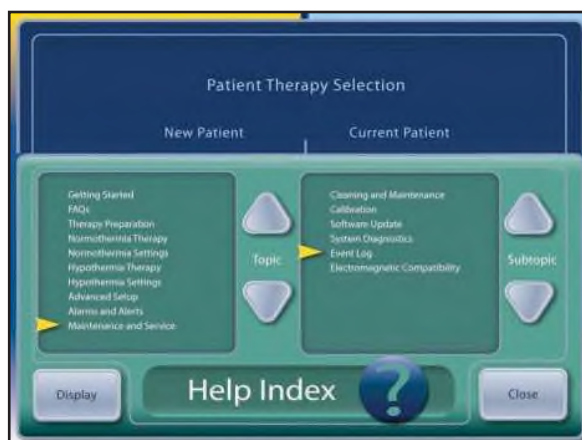 Patient Therapy Selection
New Patient
Current Patient
Getting Started
FAQs
Therapy Preparation
Normothermia Therapy
Normothermia Settings
Hypothermia Therapy
Hypothermia Settings
Advanced Setup
Alarms and Alerts
Maintenance and Service
Topic
Cleaning and Maintenance
Calibration
Software Update
System Diagnostics
Event Log
Electromagnetic Compatibility
Subtopic
Display
Help Index
?
Close